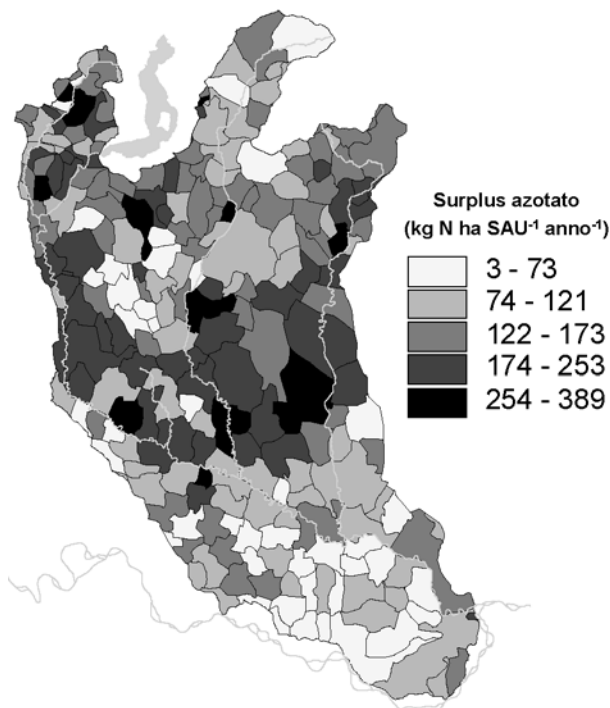 Surplus azotato
(kg N ha SAU⁻¹ anno⁻¹)
3 - 73
74 - 121
122 - 173
174 - 253
254 - 389